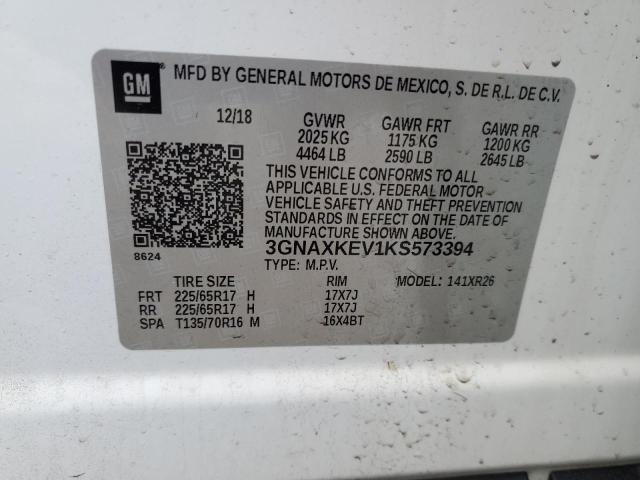 GM ® MFD BY GENERAL MOTORS DE MEXICO, S. DE R.L. DE C.V.
12/18 GVWR GAWR FRT GAWR RR
2025 KG 1175 KG 1200 KG
4464 LB 2590 LB 2645 LB
THIS VEHICLE CONFORMS TO ALL
APPLICABLE U.S. FEDERAL MOTOR
VEHICLE SAFETY AND THEFT PREVENTION
STANDARDS IN EFFECT ON THE DATE OF
MANUFACTURE SHOWN ABOVE.
8624 3GNAXKEV1KS573394
TYPE: M.P.V.
TIRE SIZE RIM MODEL: 141XR26
FRT 225/65R17 H 17X7J
RR 225/65R17 H 17X7J
SPA T135/70R16 M 16X4BT